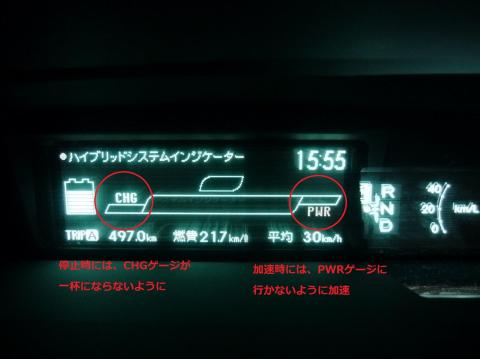 ●ハイブリッドシステムインジケーター 15:55
CHG
PWR
TRIP A 497.0km 燃費21.7km/ℓ 平均 30km/h
R
N
D
40
20
0
km/L
停止時には、CHGゲージが
一杯にならないように
加速時には、PWRゲージに
行かないように加速